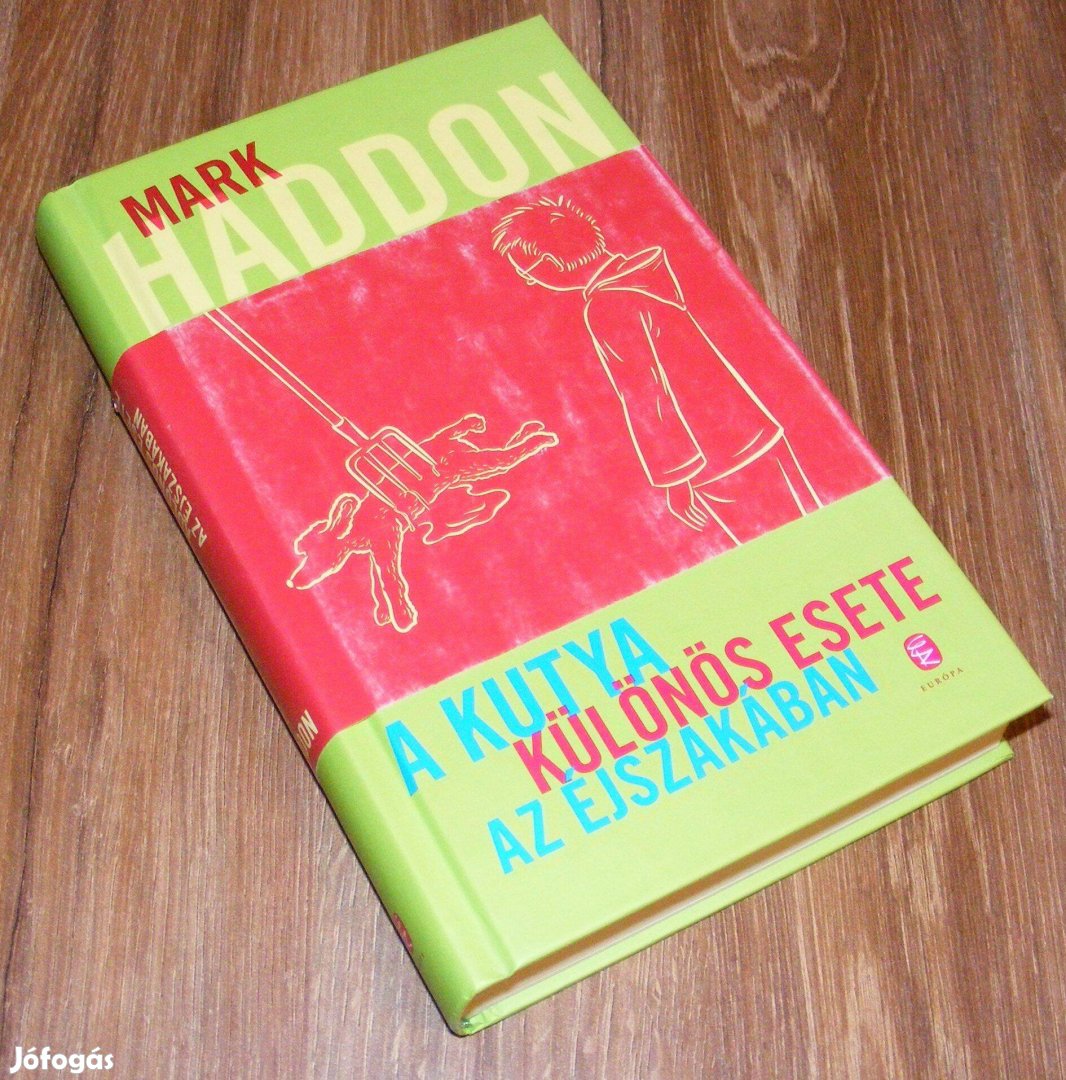 MARK
HADDON
A KUTYA
KÜLÖNÖS ESETE
AZ ÉJSZAKÁBAN
EURÓPA
AZ ÉJSZAKÁBAN
Jófogás